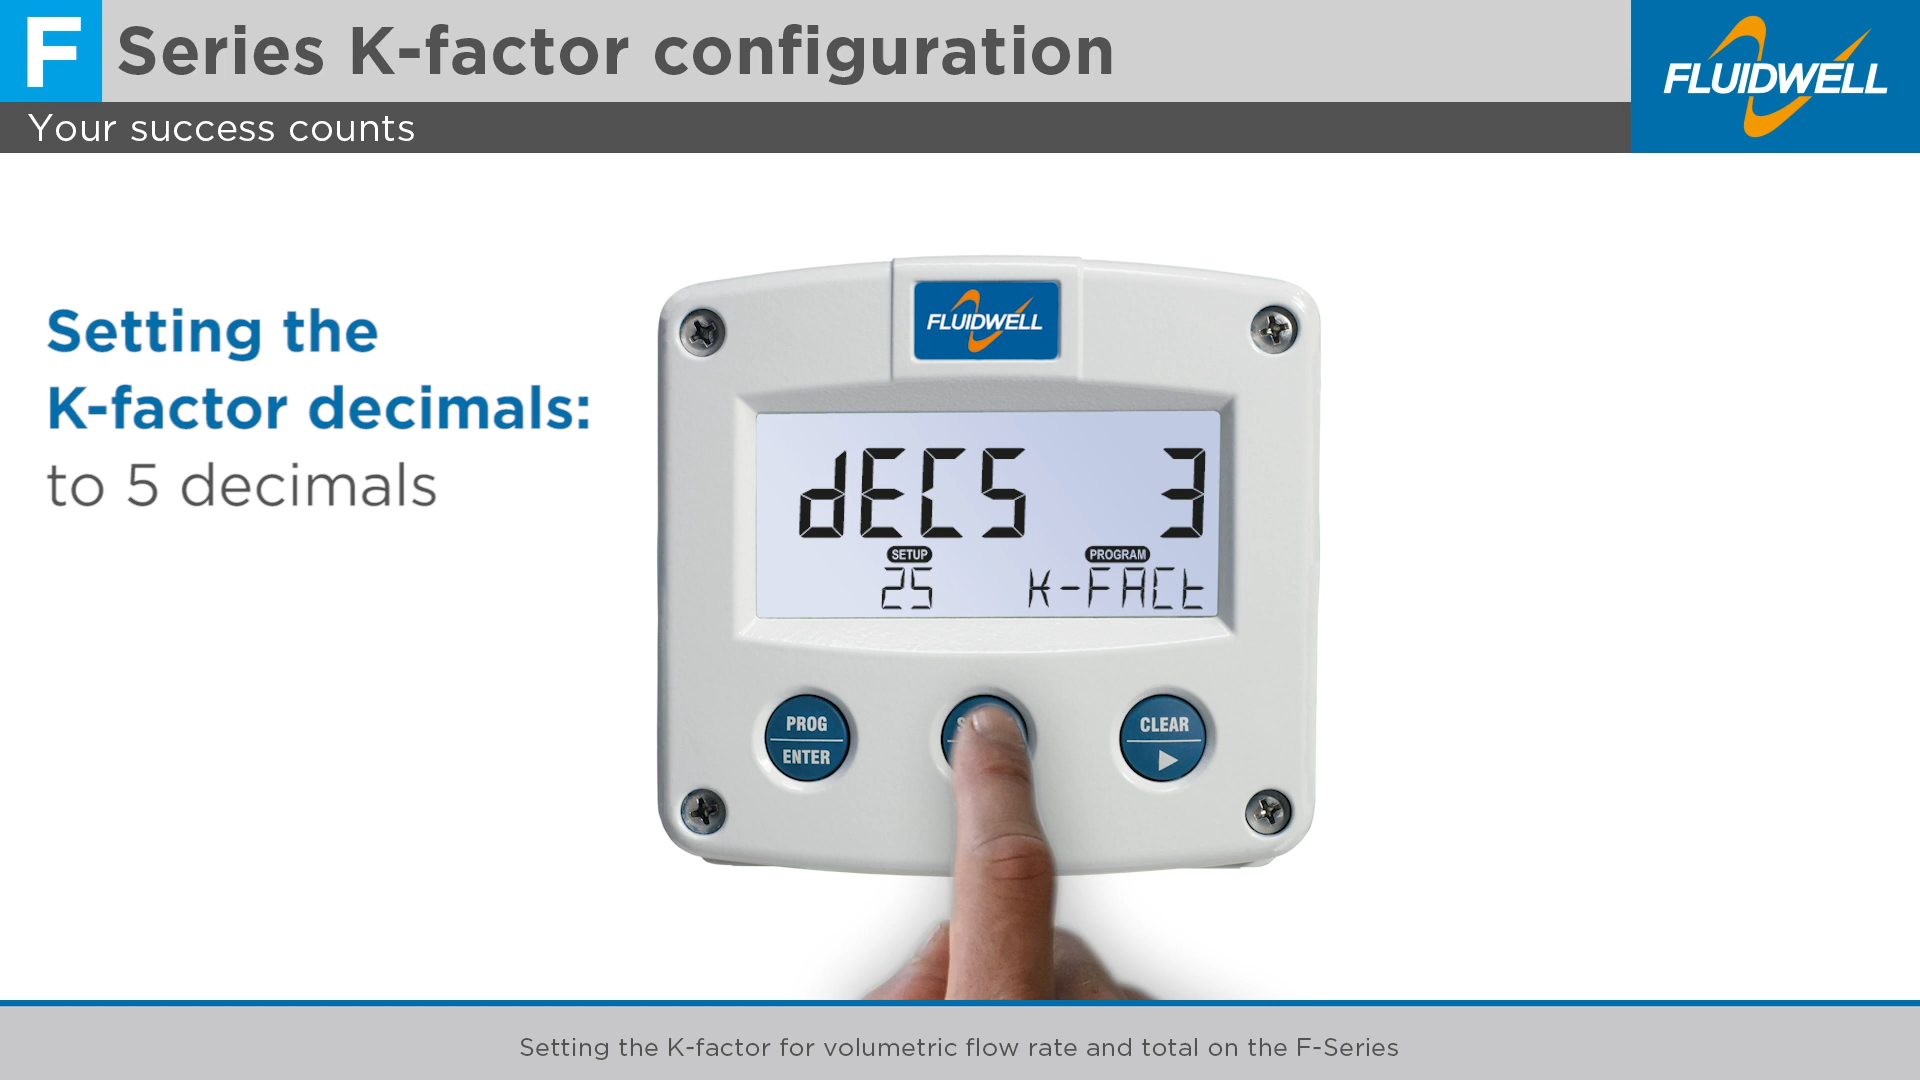 F Series K-factor configuration
FLUIDWELL
Your success counts
Setting the
K-factor decimals:
to 5 decimals
FLUIDWELL
dECS 3
SETUP PROGRAM
25 K-FACt
PROG
ENTER
CLEAR
Setting the K-factor for volumetric flow rate and total on the F-Series